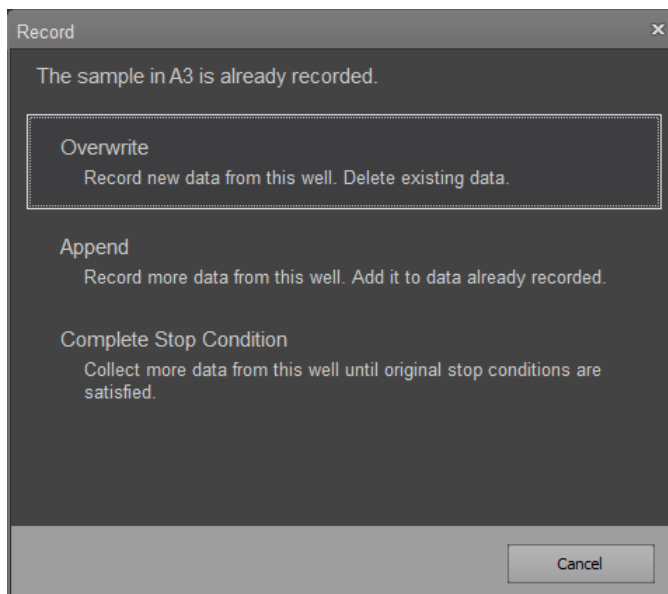 Record
The sample in A3 is already recorded.
Overwrite
Record new data from this well. Delete existing data.
Append
Record more data from this well. Add it to data already recorded.
Complete Stop Condition
Collect more data from this well until original stop conditions are
satisfied.
Cancel